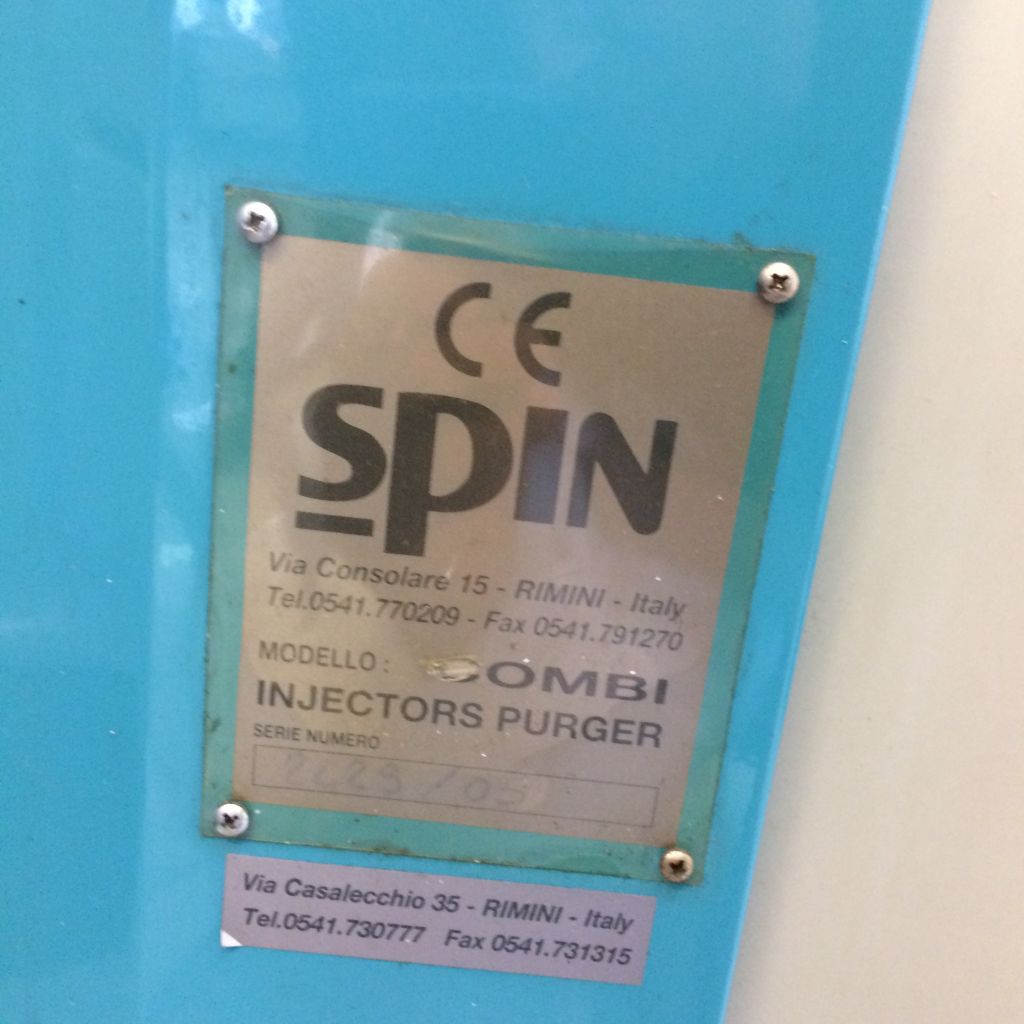 CE
SPIN
Via Consolare 15 - RIMINI - Italy
Tel.0541.770209 - Fax 0541.791270
MODELLO : COMBI
INJECTORS PURGER
SERIE NUMERO
Via Casalecchio 35 - RIMINI - Italy
Tel.0541.730777 Fax 0541.731315